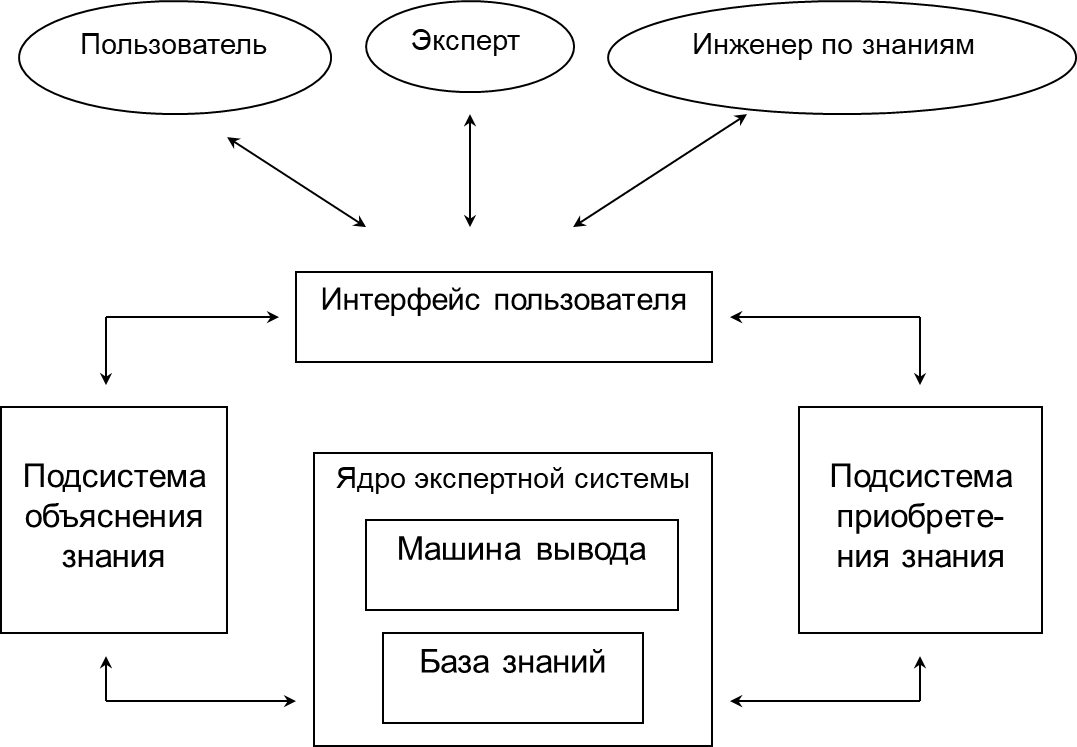 Пользователь
Эксперт
Инженер по знаниям
Интерфейс пользователя
Подсистема
объяснения
знания
Ядро экспертной системы
Машина вывода
База знаний
Подсистема
приобрете-
ния знания